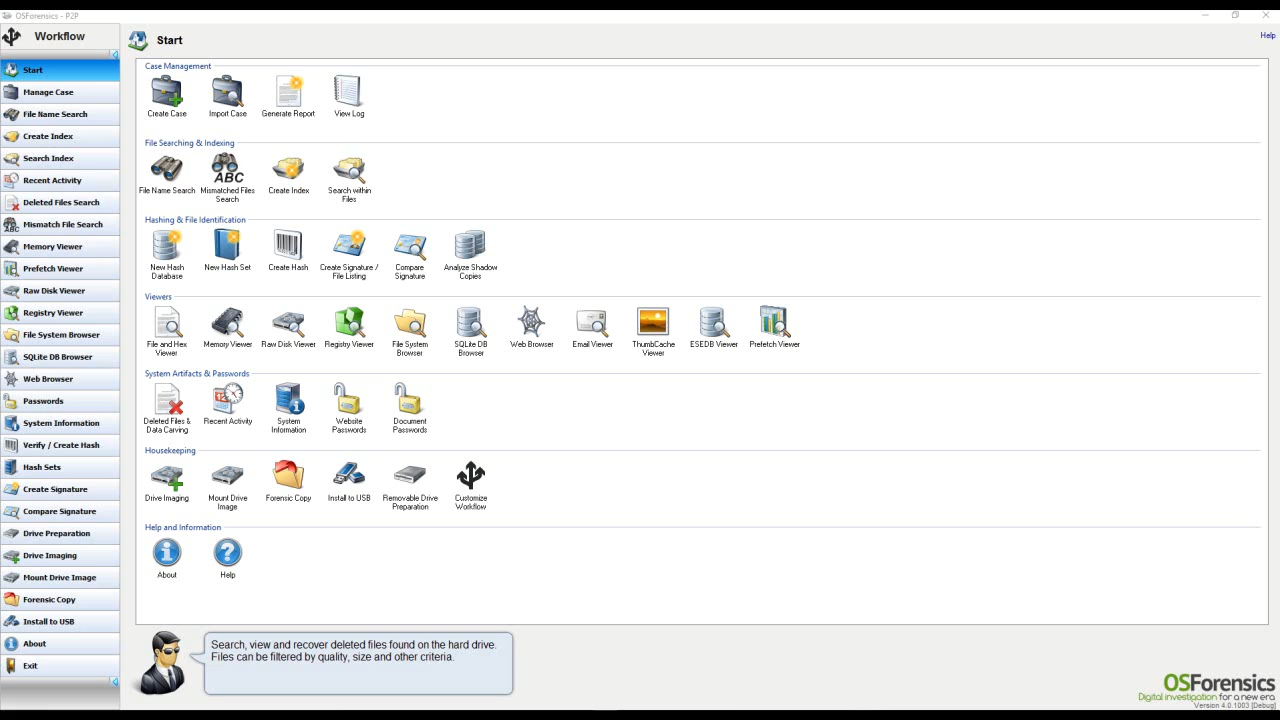 OSForensics - P2P
Workflow
Start
Help
Start
Manage Case
File Name Search
Create Index
Search Index
Recent Activity
Deleted Files Search
Mismatch File Search
Memory Viewer
Prefetch Viewer
Raw Disk Viewer
Registry Viewer
File System Browser
SQLite DB Browser
Web Browser
Passwords
System Information
Verify / Create Hash
Hash Sets
Create Signature
Compare Signature
Drive Preparation
Drive Imaging
Mount Drive Image
Forensic Copy
Install to USB
About
Exit
Case Management
Create Case
Import Case
Generate Report
View Log
File Searching & Indexing
File Name Search
ABC
Mismatched Files
Search
Create Index
Search within
Files
Hashing & File Identification
New Hash
Database
New Hash Set
Create Hash
Create Signature /
File Listing
Compare
Signature
Analyze Shadow
Copies
Viewers
File and Hex
Viewer
Memory Viewer
Raw Disk Viewer
Registry Viewer
File System
Browser
SQLite DB
Browser
Web Browser
Email Viewer
ThumbCache
Viewer
ESEDB Viewer
Prefetch Viewer
System Artifacts & Passwords
Deleted Files &
Data Carving
Recent Activity
System
Information
Website
Passwords
Document
Passwords
Housekeeping
Drive Imaging
Mount Drive
Image
Forensic Copy
Install to USB
Removable Drive
Preparation
Customize
Workflow
Help and Information
About
Help
Search, view and recover deleted files found on the hard drive.
Files can be filtered by quality, size and other criteria.
OSForensics
Digital investigation for a new era
Version 4.0.1003 [Debug]